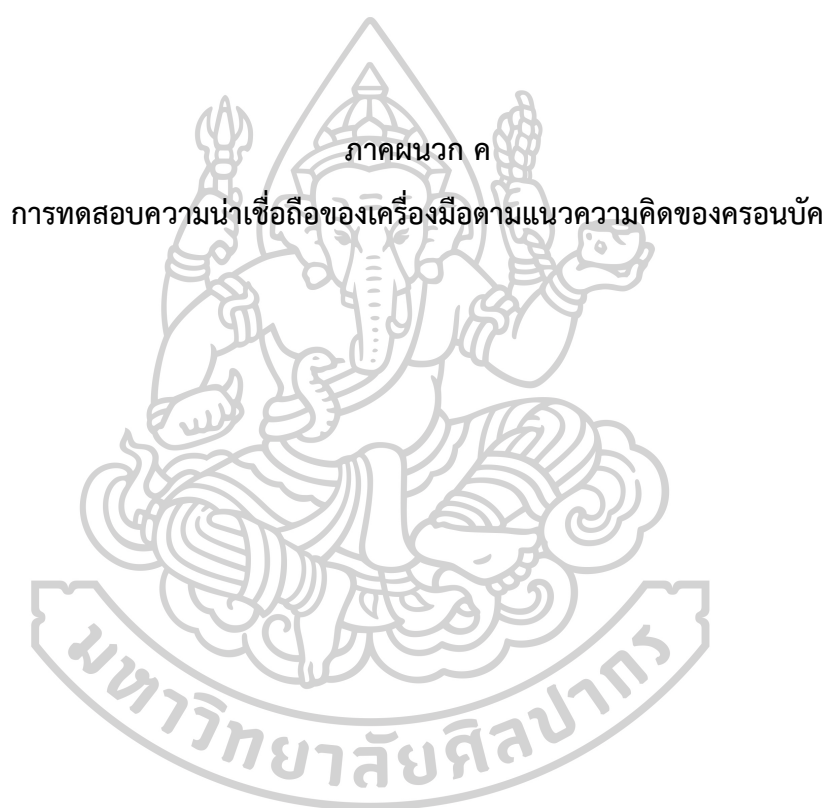 ภาคผนวก ค
การทดสอบความน่าเชื่อถือของเครื่องมือตามแนวความคิดของครอนบัค
มหาวิทยาลัยศิลปากร